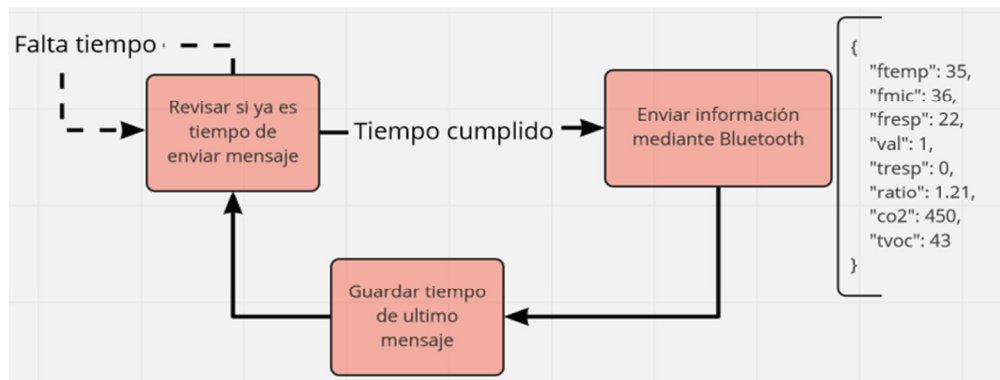 Falta tiempo
Revisar si ya es
tiempo de
enviar mensaje
Tiempo cumplido
Enviar información
mediante Bluetooth
{
"ftemp": 35,
"fmic": 36,
"fresp": 22,
"val": 1,
"tresp": 0,
"ratio": 1.21,
"co2": 450,
"tvoc": 43
}
Guardar tiempo
de ultimo
mensaje